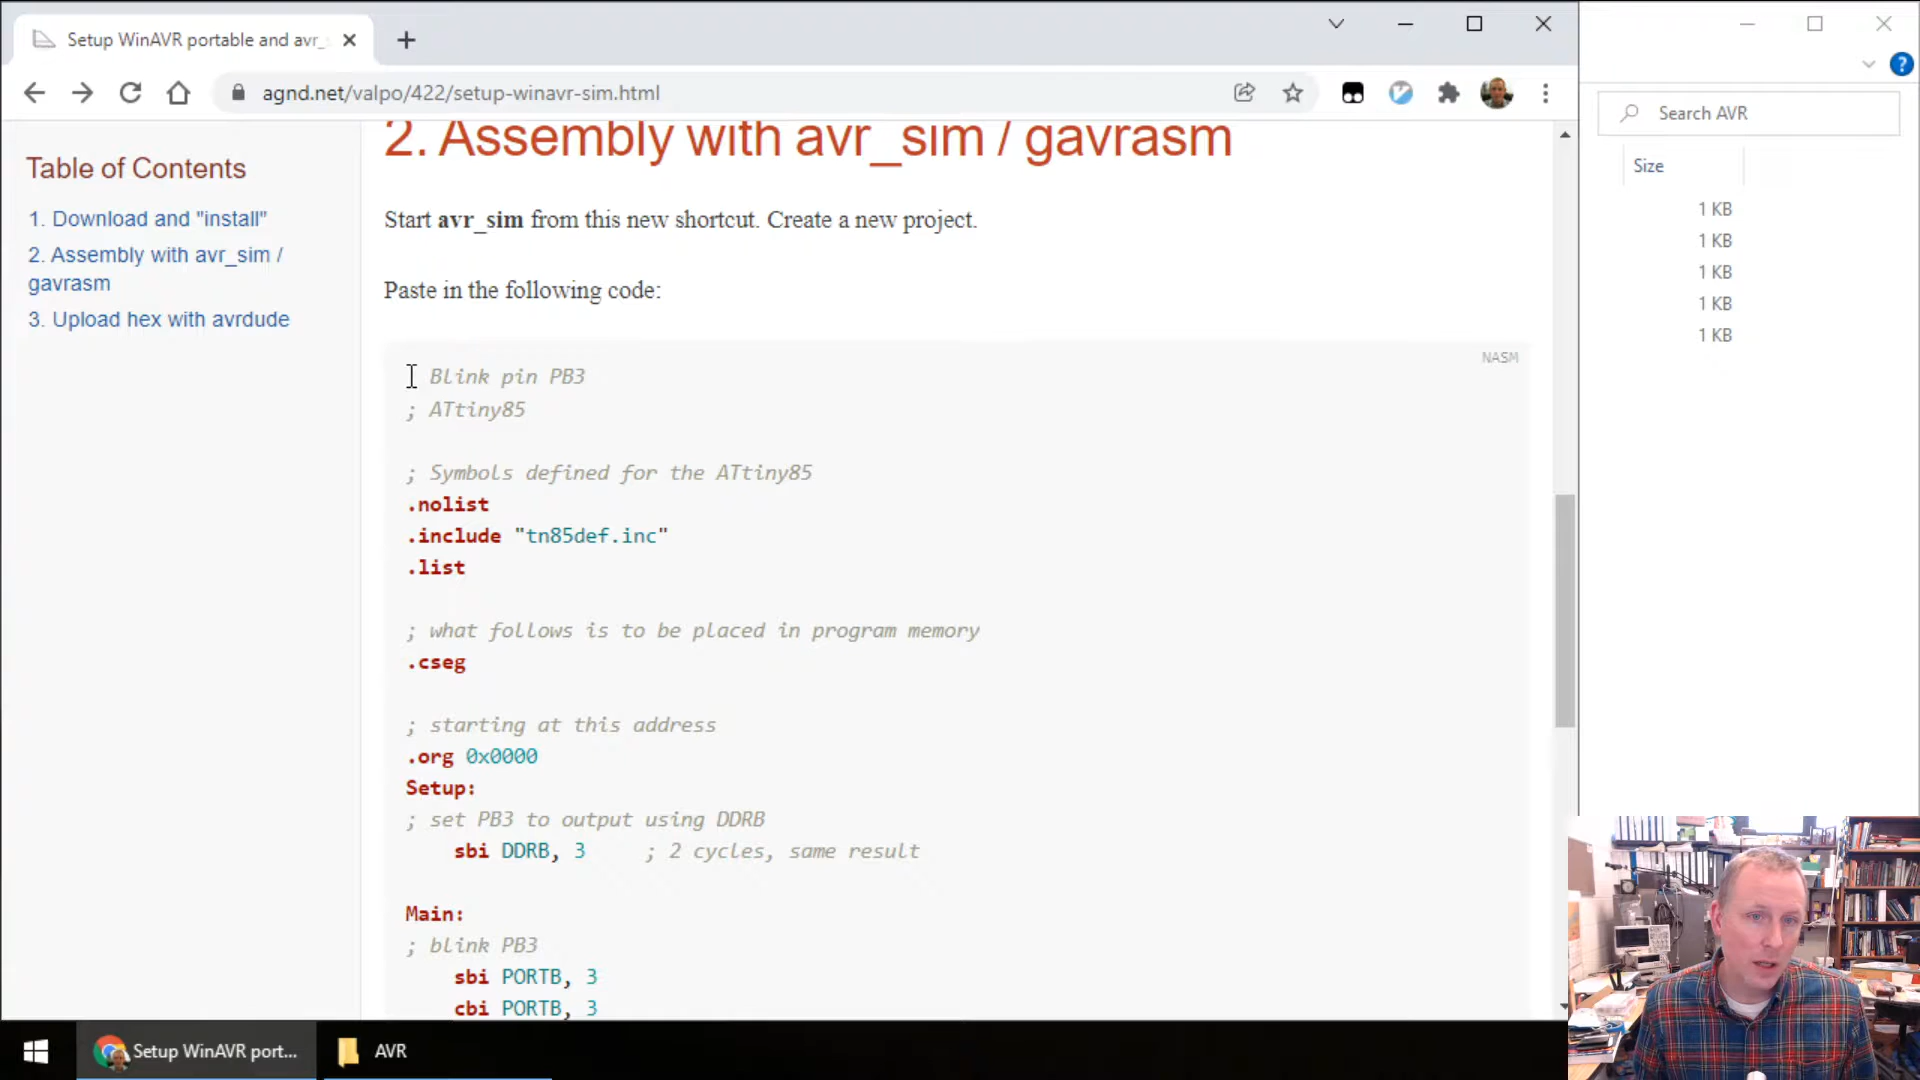 Setup WinAVR portable and avr_
agnd.net/valpo/422/setup-winavr-sim.html
Search AVR
Size
1 KB
1 KB
1 KB
1 KB
1 KB
Table of Contents
1. Download and "install"
2. Assembly with avr_sim /
gavrasm
3. Upload hex with avrdude
2. Assembly with avr_sim / gavrasm
Start avr_sim from this new shortcut. Create a new project.
Paste in the following code:
NASM
Blink pin PB3
; ATtiny85
; Symbols defined for the ATtiny85
.nolist
.include "tn85def.inc"
.list
; what follows is to be placed in program memory
.cseg
; starting at this address
.org 0x0000
Setup:
; set PB3 to output using DDRB
sbi DDRB, 3 ; 2 cycles, same result
Main:
; blink PB3
sbi PORTB, 3
cbi PORTB, 3
Setup WinAVR port...
AVR